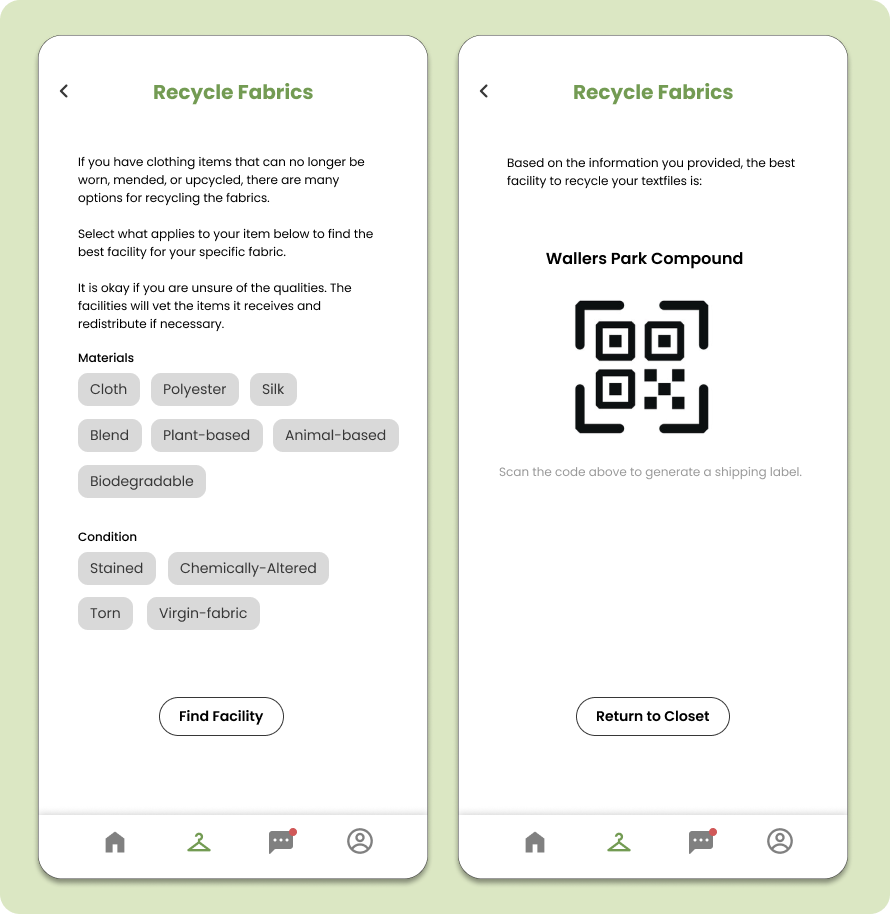 Recycle Fabrics
If you have clothing items that can no longer be
worn, mended, or upcycled, there are many
options for recycling the fabrics.
Select what applies to your item below to find the
best facility for your specific fabric.
It is okay if you are unsure of the qualities. The
facilities will vet the items it receives and
redistribute if necessary.
Materials
Cloth Polyester Silk
Blend Plant-based Animal-based
Biodegradable
Condition
Stained Chemically-Altered
Torn Virgin-fabric
Find Facility
Recycle Fabrics
Based on the information you provided, the best
facility to recycle your textfiles is:
Wallers Park Compound
Scan the code above to generate a shipping label.
Return to Closet